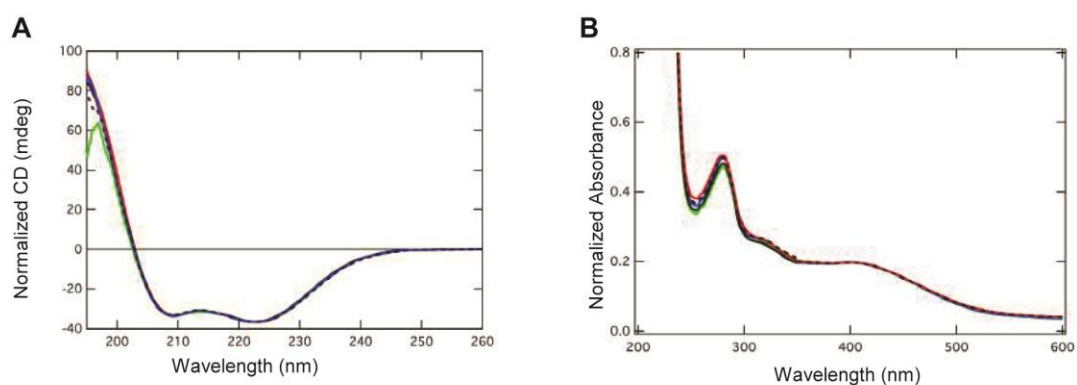 A
B
Normalized CD (mdeg)
100
80
60
40
20
0
-20
-40
200 210 220 230 240 250 260
Wavelength (nm)
Normalized Absorbance
0.8
0.6
0.4
0.2
0.0
200 300 400 500 600
Wavelength (nm)